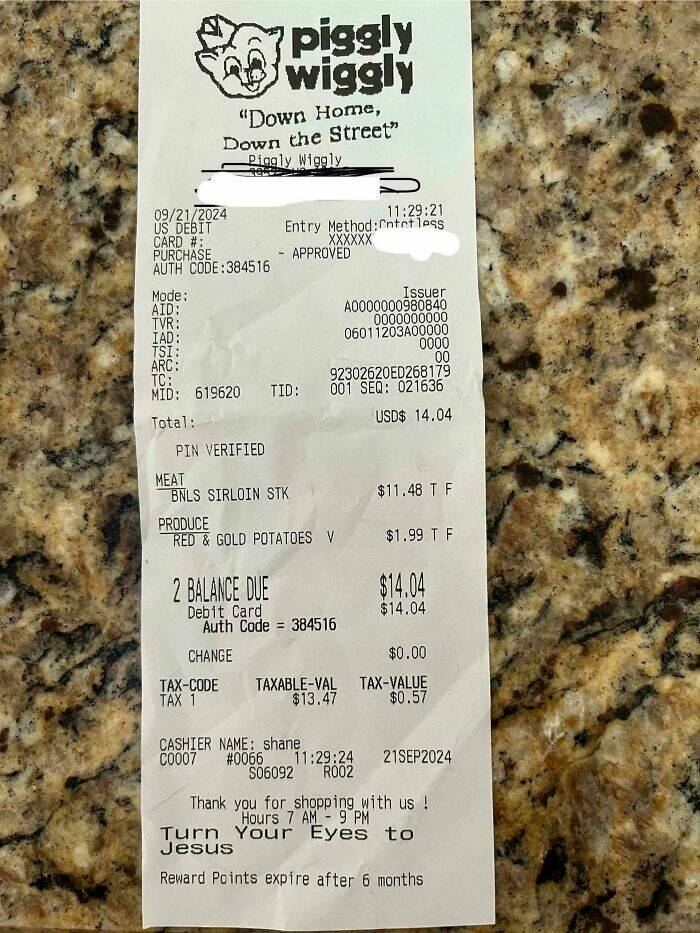 piggly
wiggly
"Down Home,
Down the Street"
Piggly Wiggly
09/21/2024 11:29:21
US DEBIT Entry Method:Cntctless
CARD #: XXXXXX
PURCHASE - APPROVED
AUTH CODE:384516
Mode: Issuer
AID: A0000000980840
TVR: 0000000000
IAD: 06011203A00000
TSI: 0000
ARC: 00
TC: 92302620ED268179
MID: 619620 TID: 001 SEQ: 021636
Total: USD$ 14.04
PIN VERIFIED
MEAT
BNLS SIRLOIN STK $11.48 T F
PRODUCE
RED & GOLD POTATOES V $1.99 T F
2 BALANCE DUE $14.04
Debit Card $14.04
Auth Code = 384516
CHANGE $0.00
TAX-CODE TAXABLE-VAL TAX-VALUE
TAX 1 $13.47 $0.57
CASHIER NAME: shane
C0007 #0066 11:29:24 21SEP2024
S06092 R002
Thank you for shopping with us !
Hours 7 AM - 9 PM
Turn Your Eyes to
Jesus
Reward Points expire after 6 months